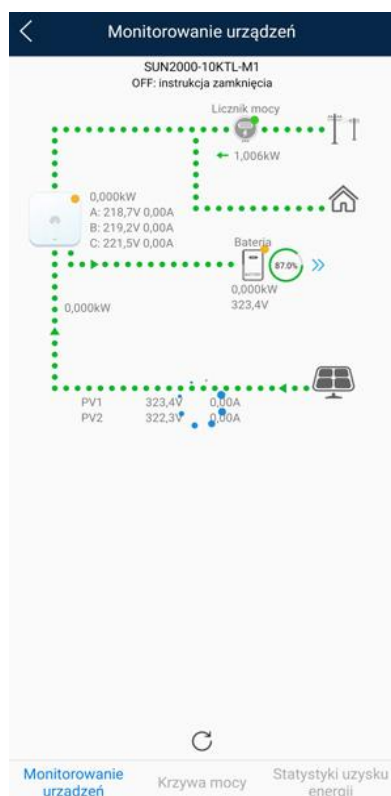 Monitorowanie urządzeń
SUN2000-10KTL-M1
OFF: instrukcja zamknięcia
Licznik mocy
1,006kW
0,000kW
A: 218,7V 0,00A
B: 219,2V 0,00A
C: 221,5V 0,00A
Bateria
87.0%
0,000kW
323,4V
0,000kW
PV1 323,4V 0,00A
PV2 322,3V 0,00A
Monitorowanie
urządzeń
Krzywa mocy
Statystyki uzysku
energii